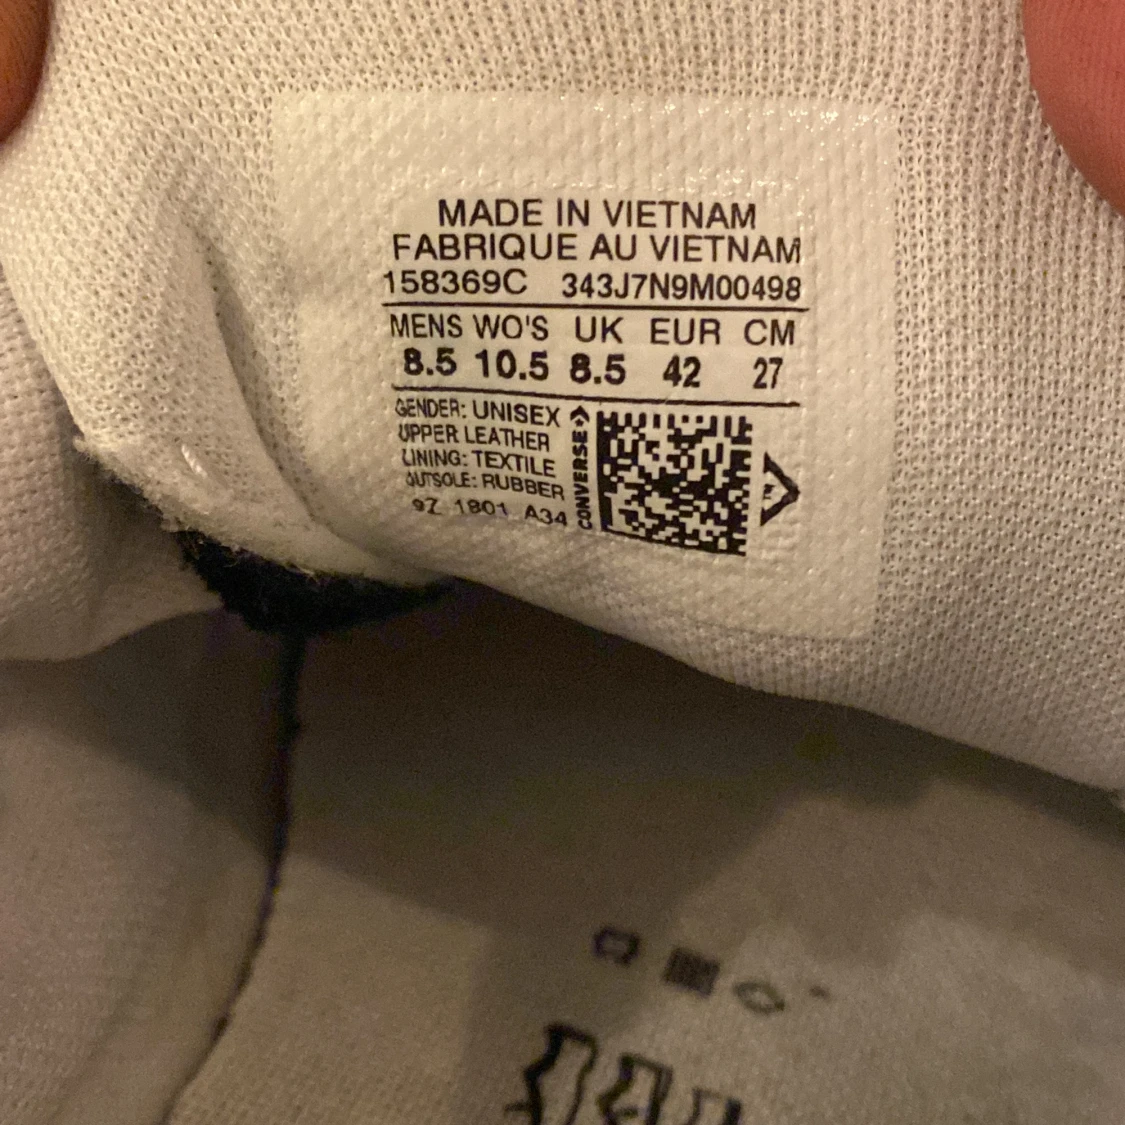 MADE IN VIETNAM
FABRIQUE AU VIETNAM
158369C 343J7N9M00498
MENS WO'S UK EUR CM
8.5 10.5 8.5 42 27
GENDER: UNISEX
UPPER LEATHER
LINING: TEXTILE
OUTSOLE: RUBBER
9Z 1801 A34
CONVERSE